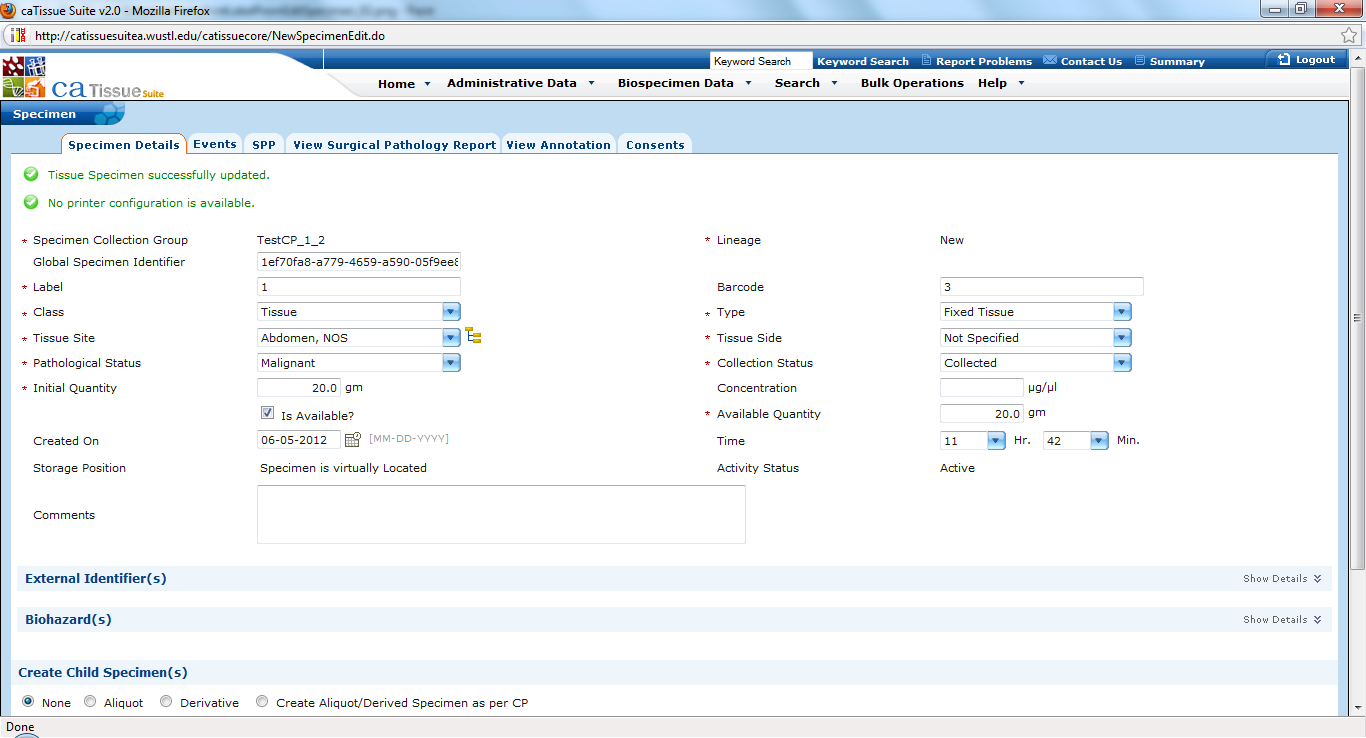 caTissue Suite v2.0 - Mozilla Firefox
http://catissuesuitea.wustl.edu/catissuecore/NewSpecimenEdit.do
Keyword Search Keyword Search Report Problems Contact Us Summary Logout
caTissue Suite
Home Administrative Data Biospecimen Data Search Bulk Operations Help
Specimen
Specimen Details Events SPP View Surgical Pathology Report View Annotation Consents
Tissue Specimen successfully updated.
No printer configuration is available.
* Specimen Collection Group TestCP_1_2 * Lineage New
Global Specimen Identifier 1ef70fa8-a779-4659-a590-05f9ee8
* Label 1 Barcode 3
* Class Tissue * Type Fixed Tissue
* Tissue Site Abdomen, NOS * Tissue Side Not Specified
* Pathological Status Malignant * Collection Status Collected
* Initial Quantity 20.0 gm Concentration µg/µl
Is Available? * Available Quantity 20.0 gm
Created On 06-05-2012 [MM-DD-YYYY] Time 11 Hr. 42 Min.
Storage Position Specimen is virtually Located Activity Status Active
Comments
External Identifier(s) Show Details
Biohazard(s) Show Details
Create Child Specimen(s)
None Aliquot Derivative Create Aliquot/Derived Specimen as per CP
Done